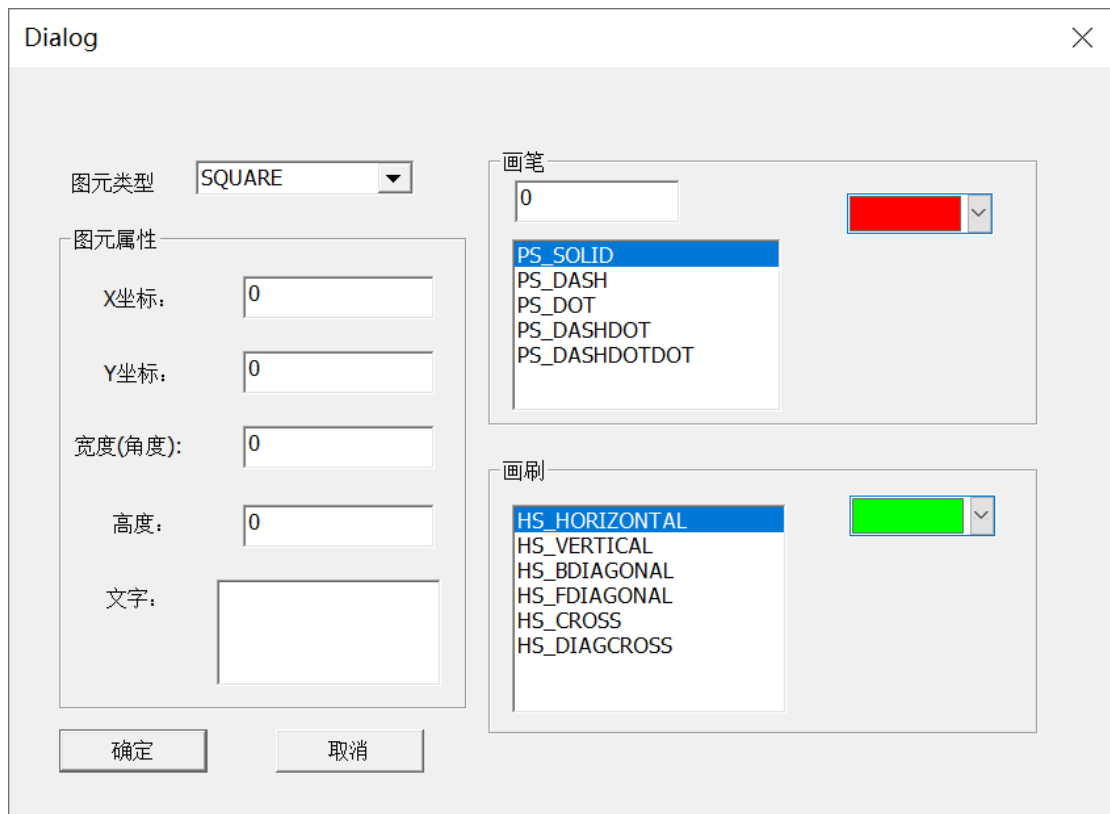 Dialog
图元类型
SQUARE
图元属性
X坐标：
0
Y坐标：
0
宽度(角度):
0
高度：
0
文字：
确定
取消
画笔
0
PS_SOLID
PS_DASH
PS_DOT
PS_DASHDOT
PS_DASHDOTDOT
画刷
HS_HORIZONTAL
HS_VERTICAL
HS_BDIAGONAL
HS_FDIAGONAL
HS_CROSS
HS_DIAGCROSS